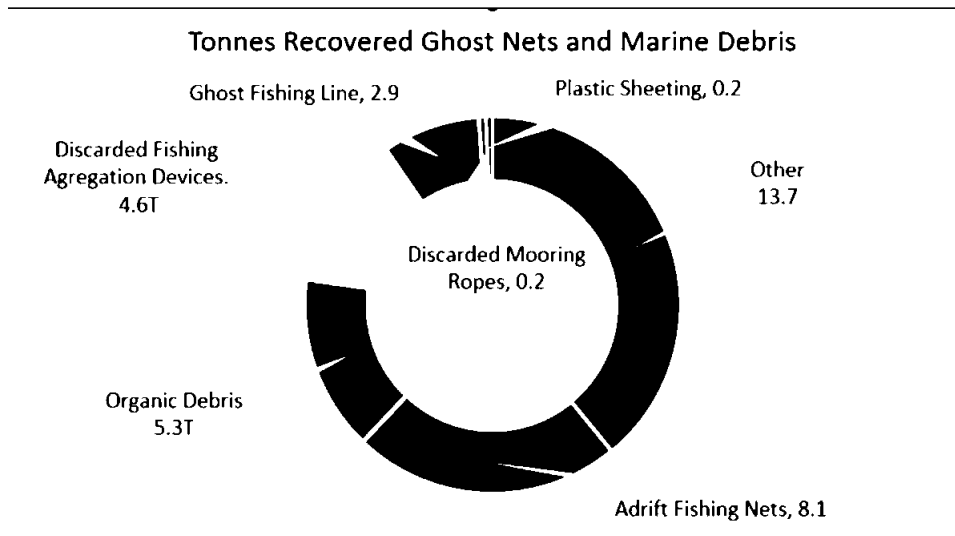 Tonnes Recovered Ghost Nets and Marine Debris
Ghost Fishing Line, 2.9
Plastic Sheeting, 0.2
Discarded Fishing
Agregation Devices.
4.6T
Other
13.7
Discarded Mooring
Ropes, 0.2
Organic Debris
5.3T
Adrift Fishing Nets, 8.1